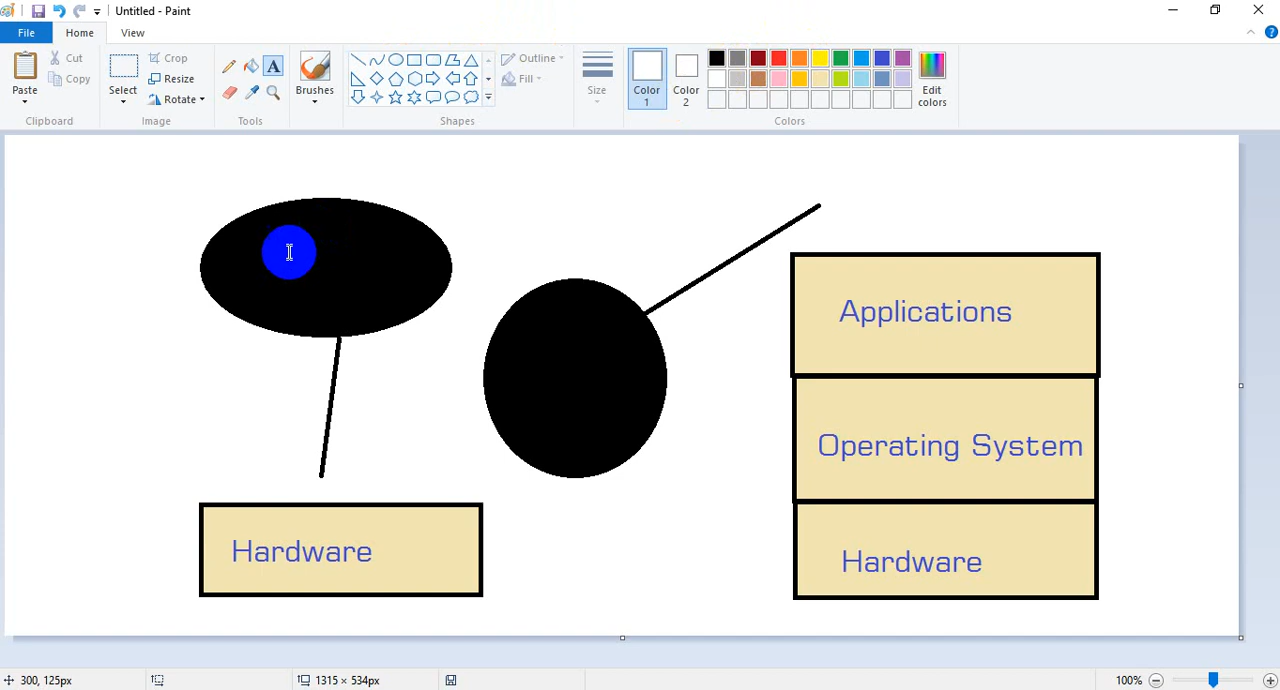 Untitled - Paint
File Home View
Paste
Cut
Copy
Clipboard
Select
Crop
Resize
Rotate
Image
A
Tools
Brushes
Shapes
Outline
Fill
Size
Color 1
Color 2
Edit colors
Colors
Applications
Operating System
Hardware
Hardware
300, 125px
1315 × 534px
100%